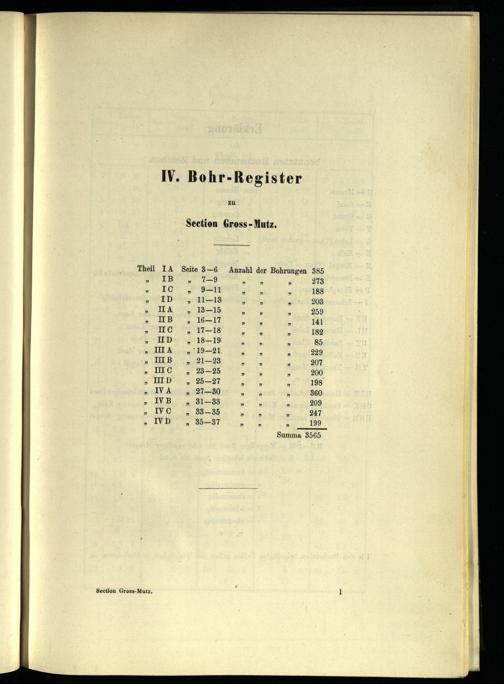 IV. Bohr-Register
zu
Section Gross-Mutz.
Theil I A Seite 3—6 Anzahl der Bohrungen 385
„ I B „ 7—9 „ „ „ 273
„ I C „ 9—11 „ „ „ 188
„ I D „ 11—13 „ „ „ 203
„ II A „ 13—15 „ „ „ 259
„ II B „ 16—17 „ „ „ 141
„ II C „ 17—18 „ „ „ 182
„ II D „ 18—19 „ „ „ 85
„ III A „ 19—21 „ „ „ 229
„ III B „ 21—23 „ „ „ 207
„ III C „ 23—25 „ „ „ 200
„ III D „ 25—27 „ „ „ 198
„ IV A „ 27—30 „ „ „ 360
„ IV B „ 31—33 „ „ „ 209
„ IV C „ 33—35 „ „ „ 247
„ IV D „ 35—37 „ „ „ 199
Summa 3565
Section Gross-Mutz. 1